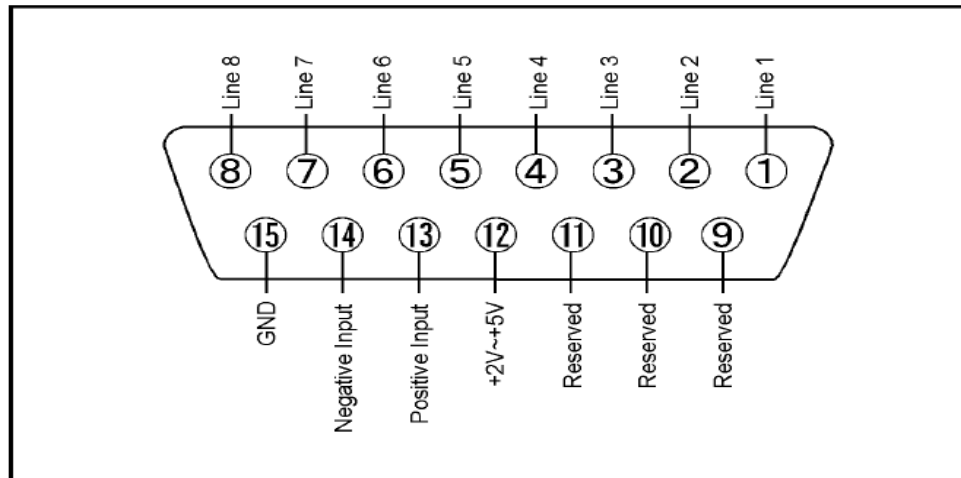 Line 8
Line 7
Line 6
Line 5
Line 4
Line 3
Line 2
Line 1
8
7
6
5
4
3
2
1
15
14
13
12
11
10
9
GND
Negative Input
Positive Input
+2V~+5V
Reserved
Reserved
Reserved